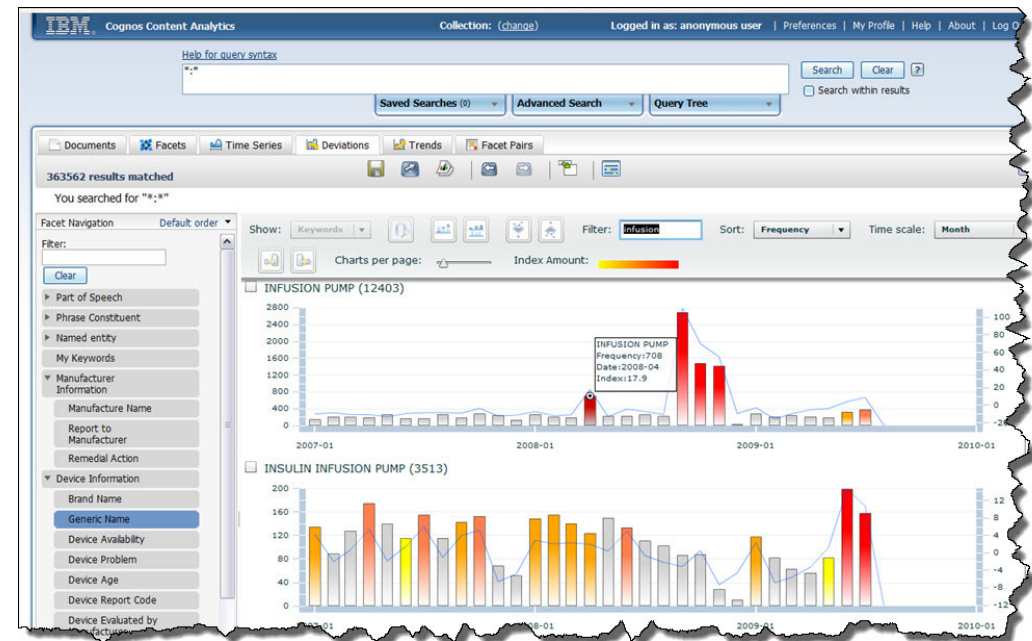 IBM. Cognos Content Analytics Collection: (change) Logged in as: anonymous user | Preferences | My Profile | Help | About | Log O
Help for query syntax
*:*
Search Clear ?
Search within results
Saved Searches (0) Advanced Search Query Tree
Documents Facets Time Series Deviations Trends Facet Pairs
363562 results matched
You searched for "*:*"
Facet Navigation Default order
Filter:
Clear
Part of Speech
Phrase Constituent
Named entity
My Keywords
Manufacturer
Information
Manufacture Name
Report to
Manufacturer
Remedial Action
Device Information
Brand Name
Generic Name
Device Availability
Device Problem
Device Age
Device Report Code
Device Evaluated by
Show: Keywords Filter: infusion Sort: Frequency Time scale: Month
Charts per page: Index Amount:
INFUSION PUMP (12403)
2800
2400
2000
1600
1200
800
400
0
INFUSION PUMP
Frequency:708
Date:2008-04
Index:17.9
100
80
60
40
20
0
2007-01 2008-01 2009-01 2010-01
INSULIN INFUSION PUMP (3513)
200
160
120
80
40
0
12
8
4
0
-4
-8
-12
2008-01 2009-01 2010-01